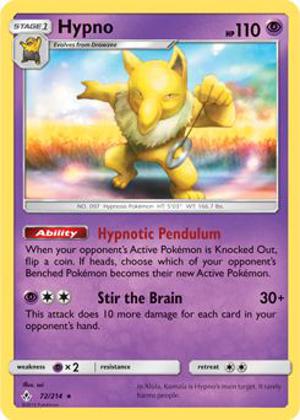 STAGE 1
Hypno
HP 110
Evolves from Drowzee
NO. 097 Hypnosis Pokémon HT: 5'03" WT: 166.7 lbs.
Ability Hypnotic Pendulum
When your opponent's Active Pokémon is Knocked Out,
flip a coin. If heads, choose which of your opponent's
Benched Pokémon becomes their new Active Pokémon.
Stir the Brain 30+
This attack does 10 more damage for each card in your
opponent's hand.
weakness ×2 resistance retreat
Illus. sui
72/214 ★
In Alola, Komala is Hypno's main target. It rarely
harms people.